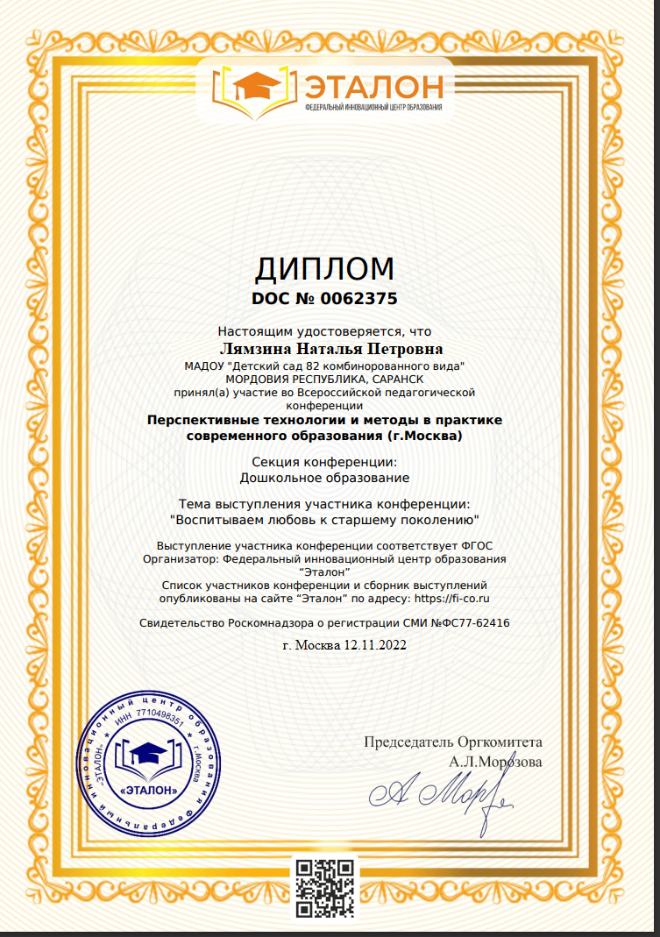 ЭТАЛОН
ФЕДЕРАЛЬНЫЙ ИННОВАЦИОННЫЙ ЦЕНТР ОБРАЗОВАНИЯ
ДИПЛОМ
DOC № 0062375
Настоящим удостоверяется, что
Лямзина Наталья Петровна
МАДОУ "Детский сад 82 комбинорованного вида"
МОРДОВИЯ РЕСПУБЛИКА, САРАНСК
принял(а) участие во Всероссийской педагогической
конференции
Перспективные технологии и методы в практике
современного образования (г.Москва)
Секция конференции:
Дошкольное образование
Тема выступления участника конференции:
"Воспитываем любовь к старшему поколению"
Выступление участника конференции соответствует ФГОС
Организатор: Федеральный инновационный центр образования
“Эталон”
Список участников конференции и сборник выступлений
опубликованы на сайте “Эталон” по адресу: https://fi-co.ru
Свидетельство Роскомнадзора о регистрации СМИ №ФС77-62416
г. Москва 12.11.2022
Председатель Оргкомитета
А.Л.Морозова
Федеральный инновационный центр образования
«ЭТАЛОН» * ИНН 7710498351 * г.Москва
«ЭТАЛОН»